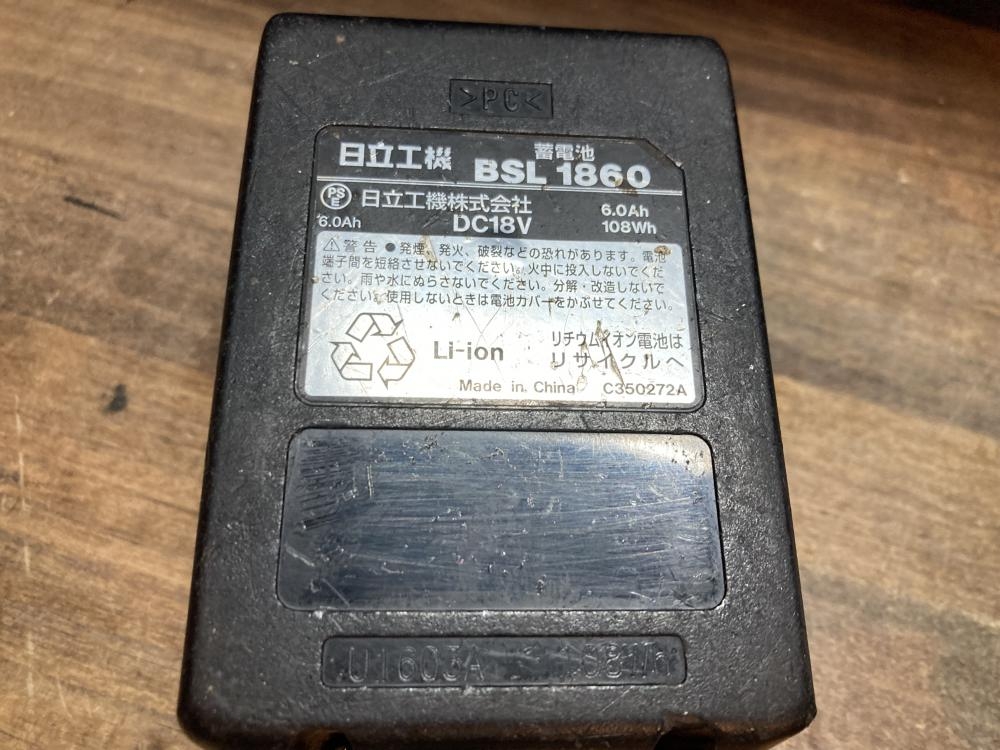 >PC<
蓄電池
日立工機 BSL 1860
PSE 日立工機株式会社 6.0Ah
6.0Ah DC18V 108Wh
⚠警告 ●発煙、発火、破裂などの恐れがあります。電池
端子間を短絡させないでください。火中に投入しないでくだ
さい。雨や水にぬらさないでください。分解・改造しないで
ください。使用しないときは電池カバーをかぶせてください。
Li-ion
リチウムイオン電池は
リサイクルへ
Made in China C350272A
U1603A